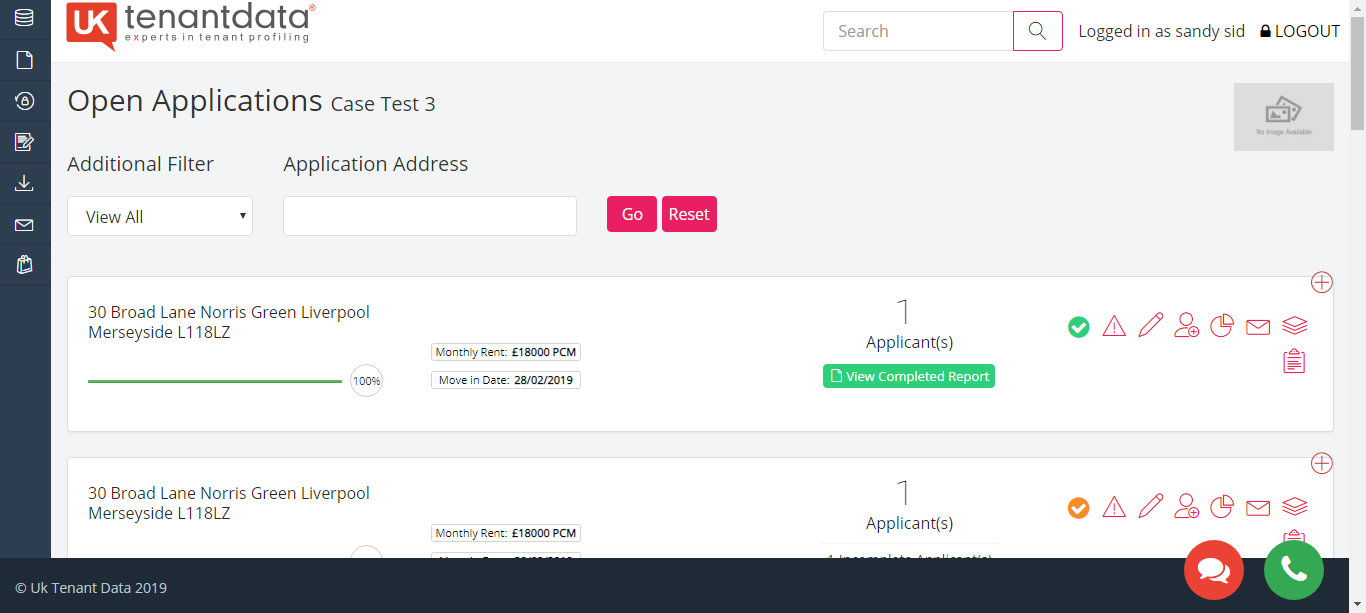 UK tenantdata®
experts in tenant profiling
Search
Logged in as sandy sid
LOGOUT
Open Applications Case Test 3
No Image Available
Additional Filter
Application Address
View All
Go
Reset
30 Broad Lane Norris Green Liverpool
Merseyside L118LZ
100%
Monthly Rent: £18000 PCM
Move in Date: 28/02/2019
1
Applicant(s)
View Completed Report
30 Broad Lane Norris Green Liverpool
Merseyside L118LZ
Monthly Rent: £18000 PCM
1
Applicant(s)
1 Incomplete Applicant(s)
© Uk Tenant Data 2019